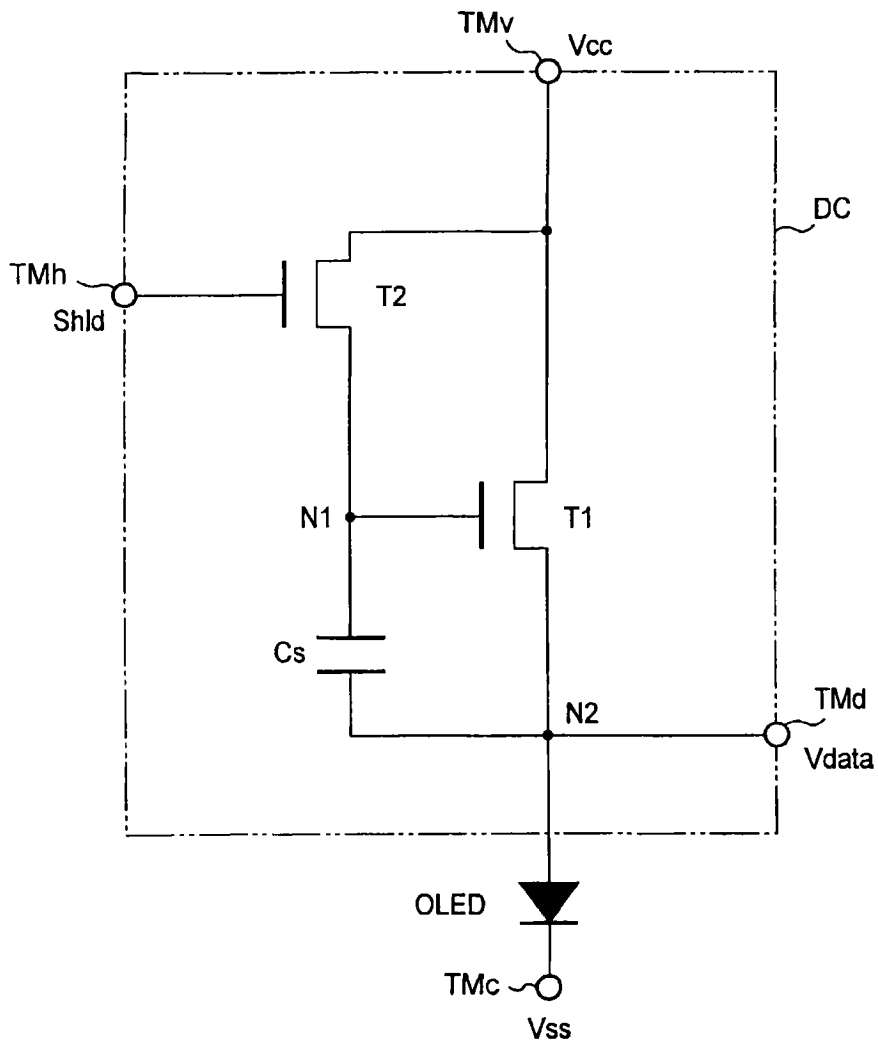 TMv
Vcc
DC
TMh
Shld
T2
N1
T1
Cs
N2
TMd
Vdata
OLED
TMc
Vss